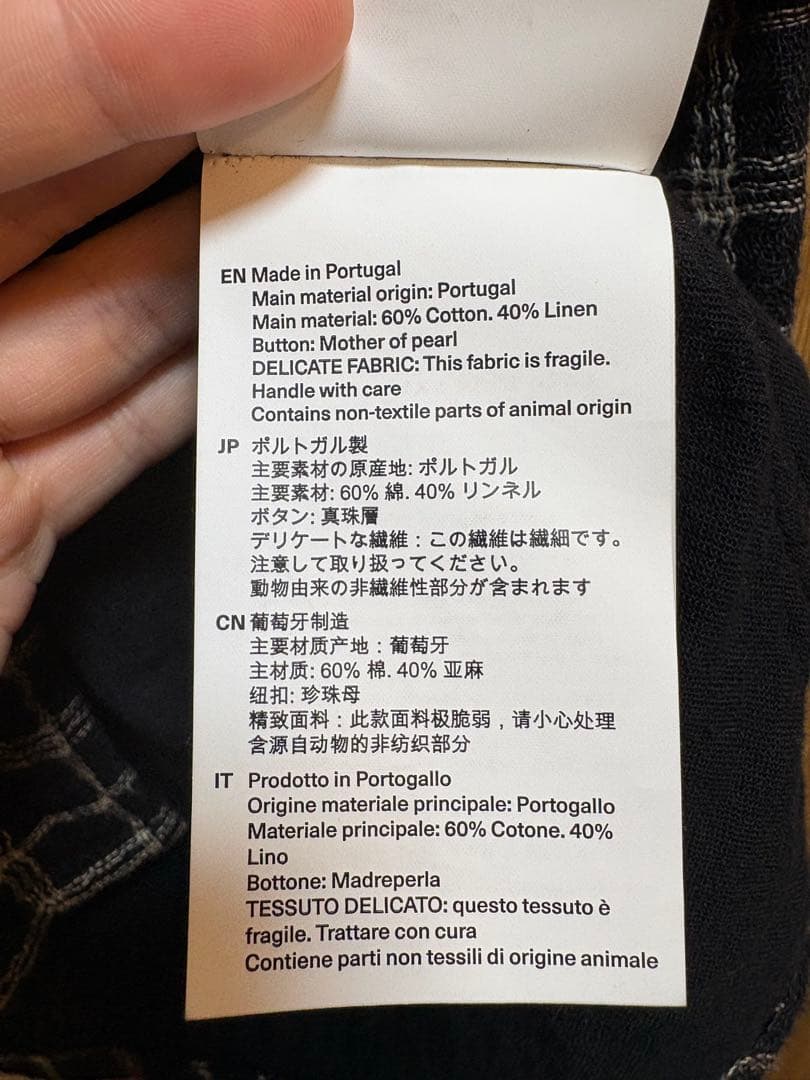 EN Made in Portugal
Main material origin: Portugal
Main material: 60% Cotton. 40% Linen
Button: Mother of pearl
DELICATE FABRIC: This fabric is fragile.
Handle with care
Contains non-textile parts of animal origin
JP ポルトガル製
主要素材の原産地: ポルトガル
主要素材: 60% 綿. 40% リンネル
ボタン: 真珠層
デリケートな繊維：この繊維は繊細です。
注意して取り扱ってください。
動物由来の非繊維性部分が含まれます
CN 葡萄牙制造
主要材质产地：葡萄牙
主材质: 60% 棉. 40% 亚麻
纽扣: 珍珠母
精致面料：此款面料极脆弱，请小心处理
含源自动物的非纺织部分
IT Prodotto in Portogallo
Origine materiale principale: Portogallo
Materiale principale: 60% Cotone. 40%
Lino
Bottone: Madreperla
TESSUTO DELICATO: questo tessuto è
fragile. Trattare con cura
Contiene parti non tessili di origine animale